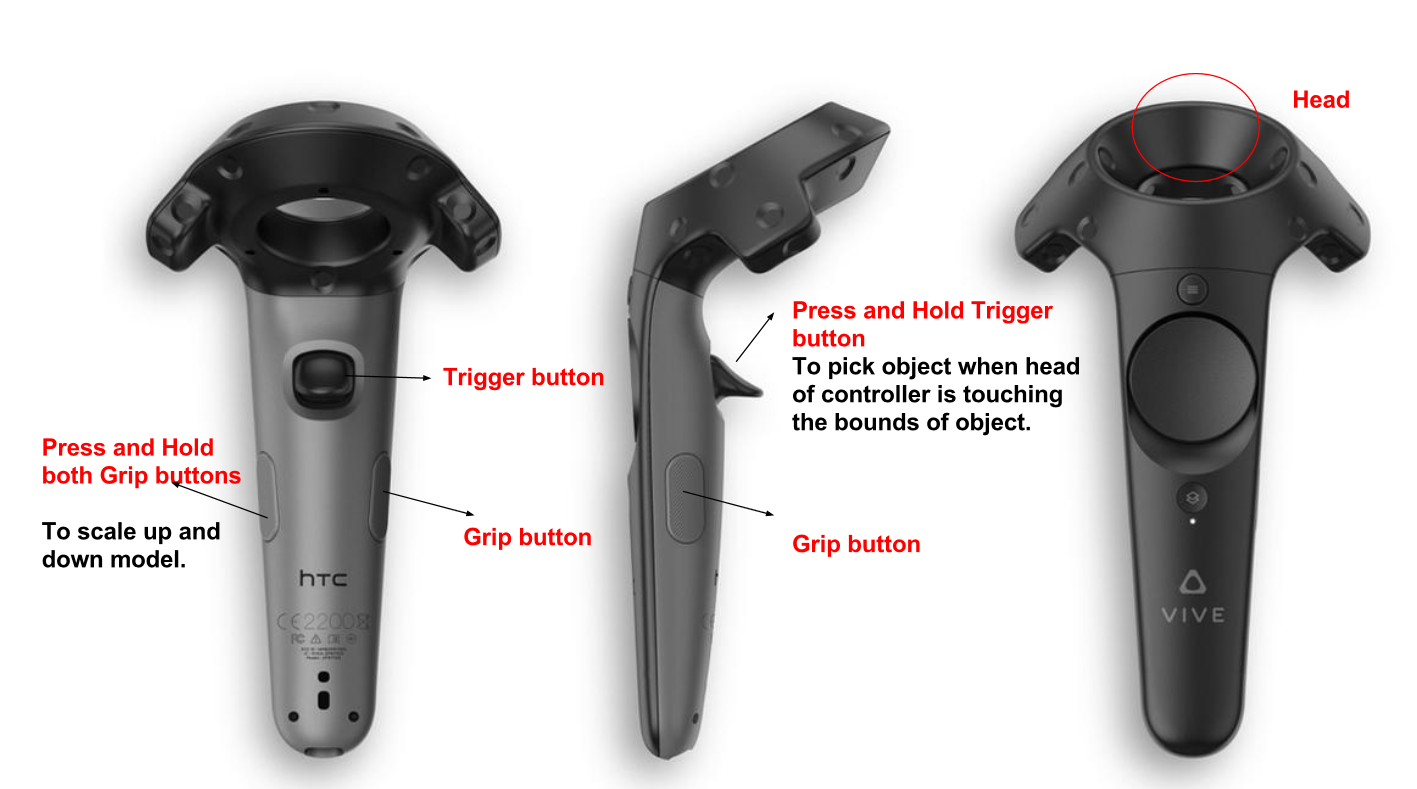 Head
Press and Hold Trigger
button
To pick object when head
of controller is touching
the bounds of object.
Trigger button
Press and Hold
both Grip buttons
To scale up and
down model.
Grip button
Grip button
hTC
CE2200
FC
VIVE